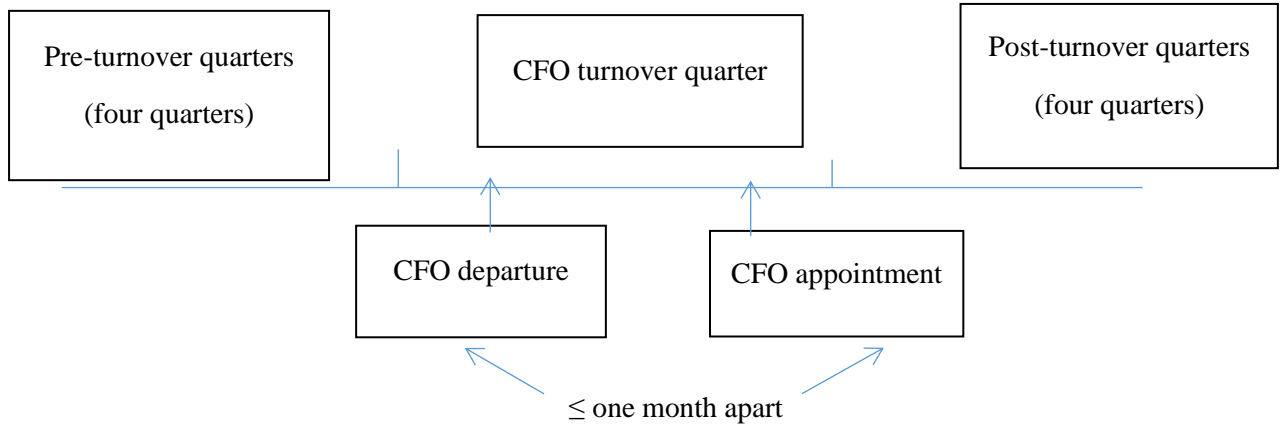 Pre-turnover quarters
(four quarters)
CFO turnover quarter
Post-turnover quarters
(four quarters)
CFO departure
CFO appointment
≤ one month apart